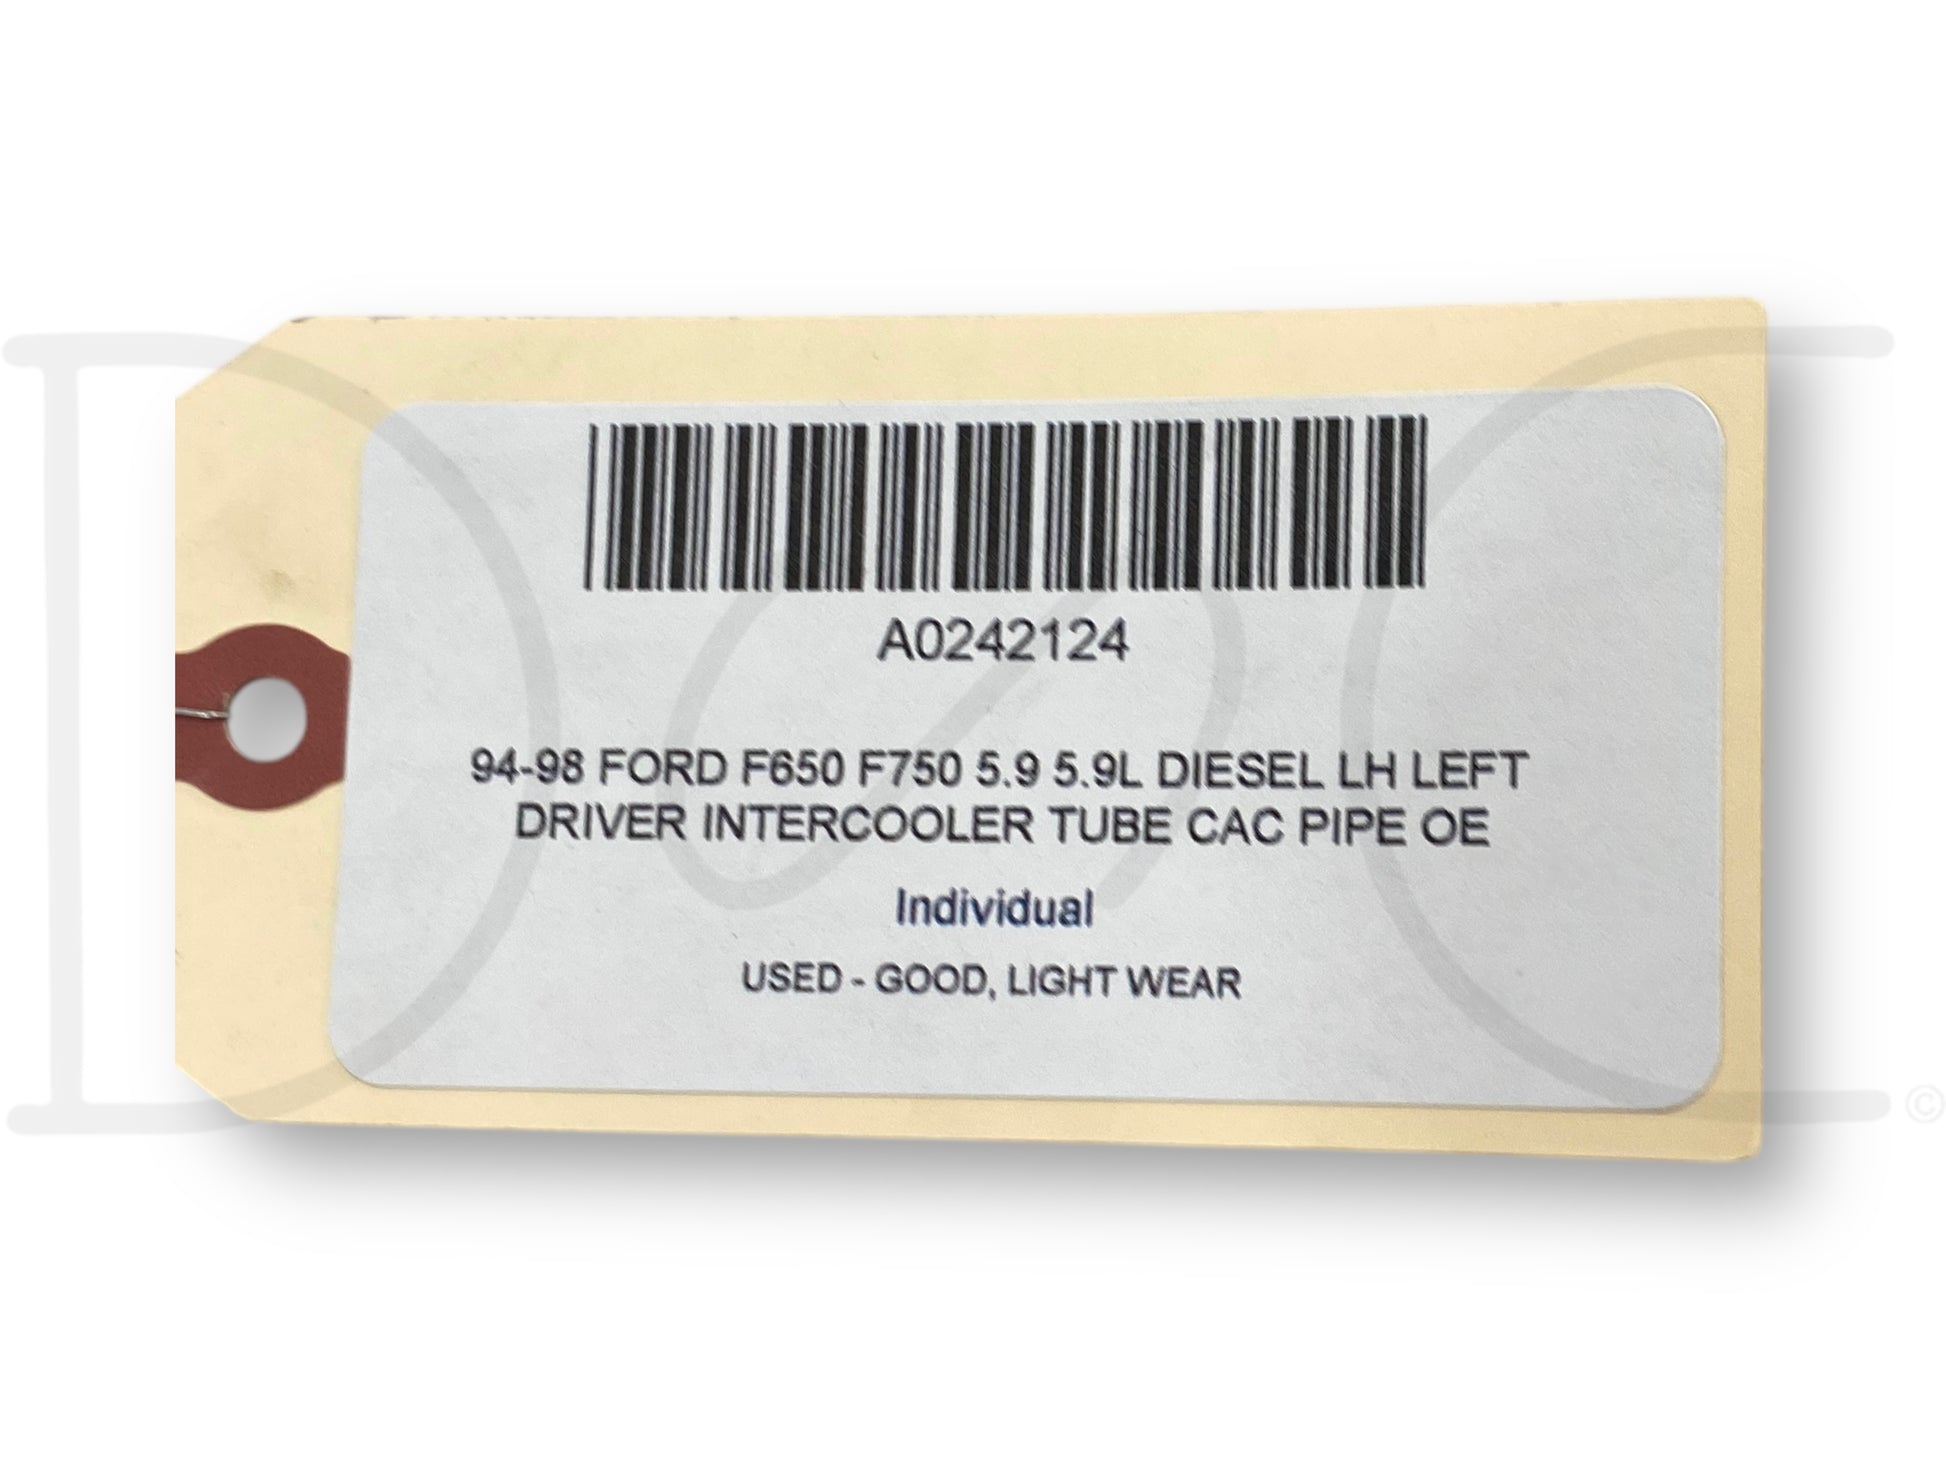 A0242124
94-98 FORD F650 F750 5.9 5.9L DIESEL LH LEFT
DRIVER INTERCOOLER TUBE CAC PIPE OE
Individual
USED - GOOD, LIGHT WEAR
©